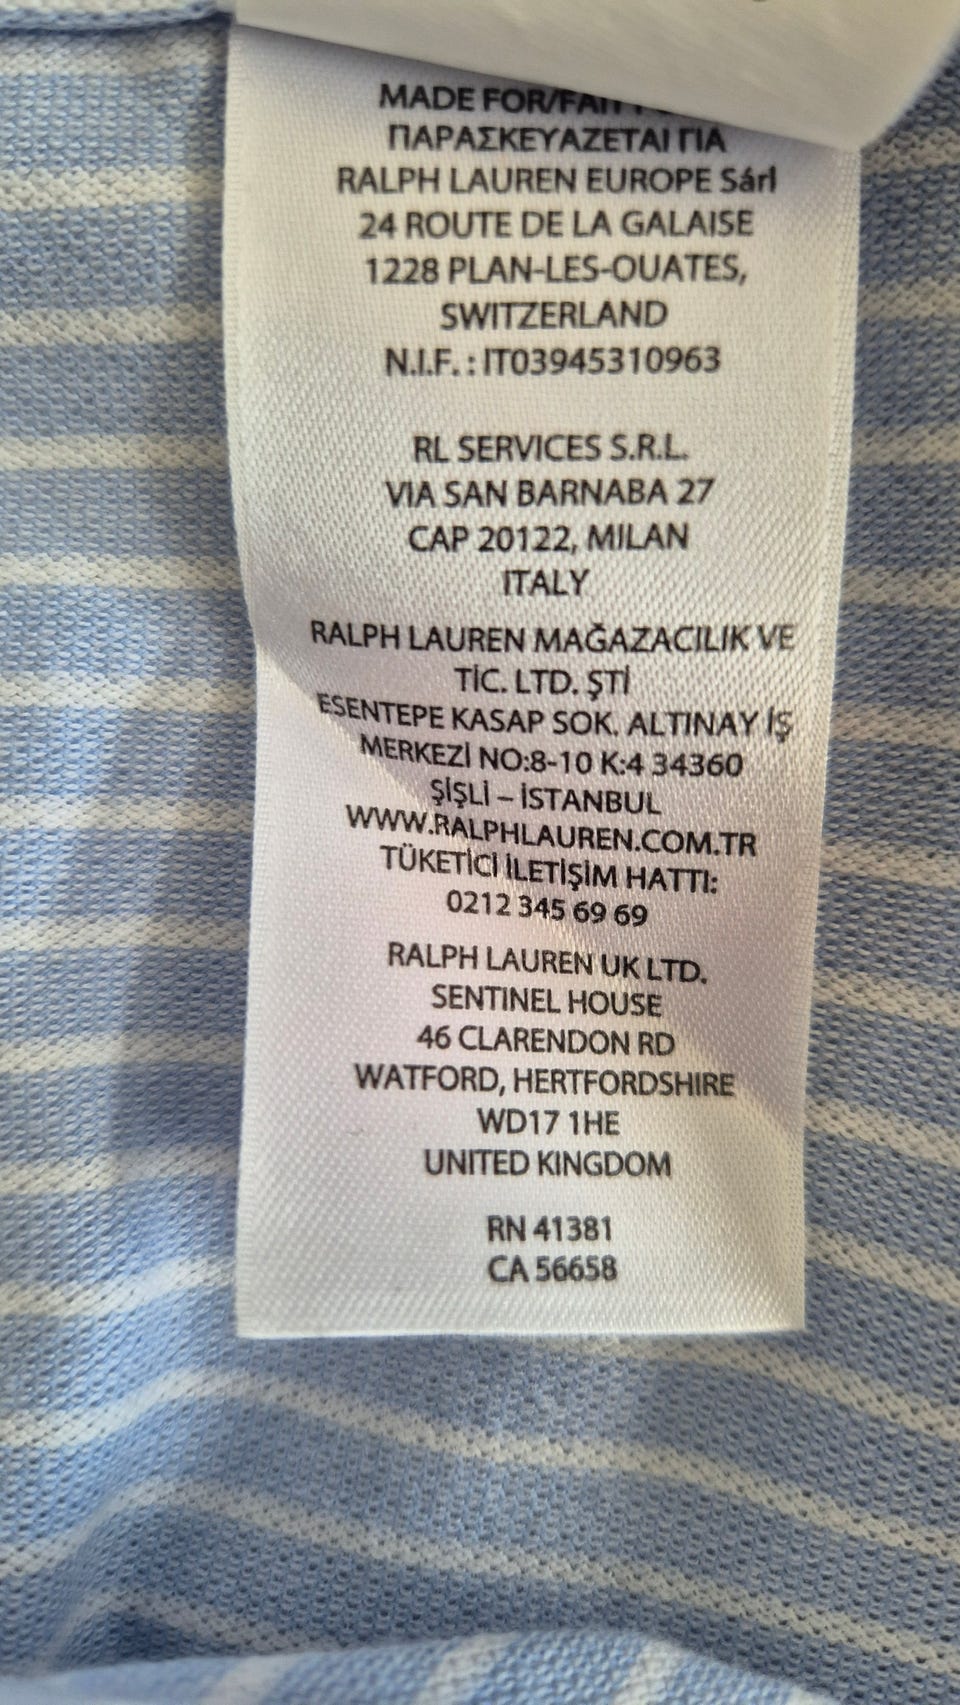 MADE FOR/FAIT
ΠΑΡΑΣΚΕΥΑΖΕΤΑΙ ΓΙΑ
RALPH LAUREN EUROPE Sárl
24 ROUTE DE LA GALAISE
1228 PLAN-LES-OUATES,
SWITZERLAND
N.I.F. : IT03945310963
RL SERVICES S.R.L.
VIA SAN BARNABA 27
CAP 20122, MILAN
ITALY
RALPH LAUREN MAĞAZACILIK VE
TİC. LTD. ŞTİ
ESENTEPE KASAP SOK. ALTINAY İŞ
MERKEZİ NO:8-10 K:4 34360
ŞİŞLİ – İSTANBUL
WWW.RALPHLAUREN.COM.TR
TÜKETİCİ İLETİŞİM HATTI:
0212 345 69 69
RALPH LAUREN UK LTD.
SENTINEL HOUSE
46 CLARENDON RD
WATFORD, HERTFORDSHIRE
WD17 1HE
UNITED KINGDOM
RN 41381
CA 56658